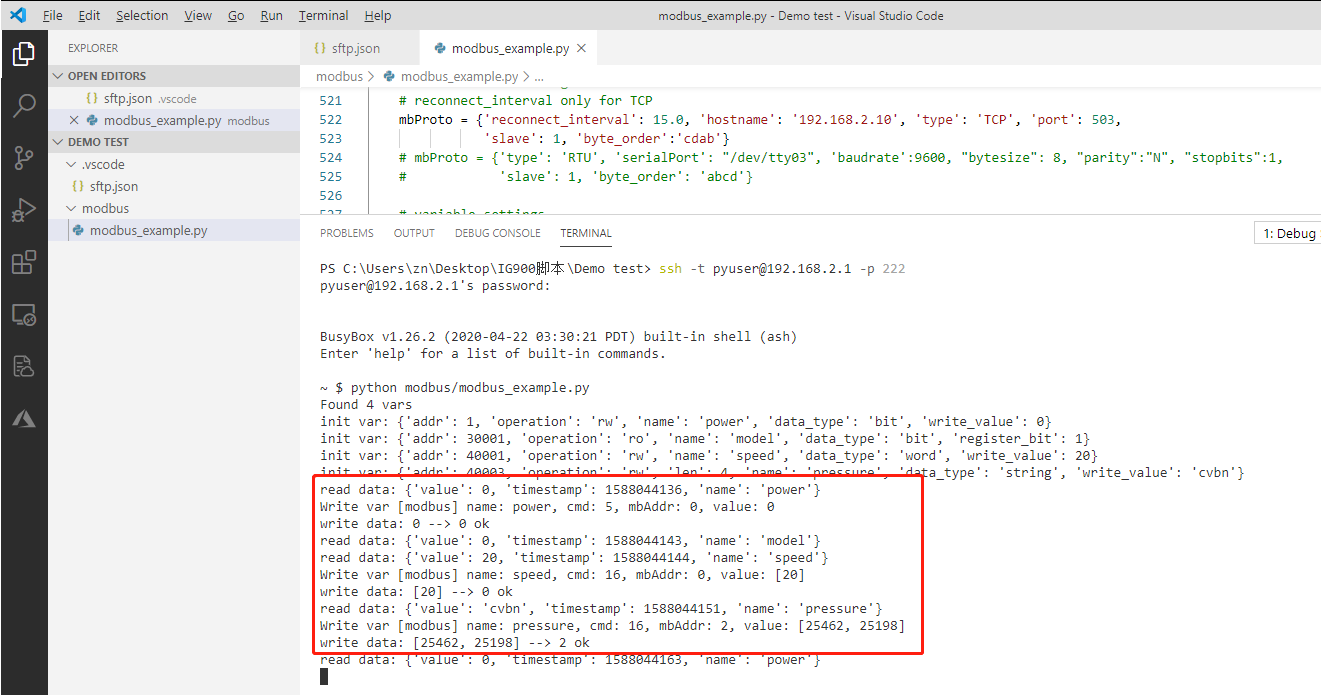 File Edit Selection View Go Run Terminal Help
modbus_example.py - Demo test - Visual Studio Code
EXPLORER
OPEN EDITORS
{} sftp.json .vscode
× modbus_example.py modbus
DEMO TEST
.vscode
{} sftp.json
modbus
modbus_example.py
{} sftp.json
modbus_example.py ×
modbus > modbus_example.py > ...
521 # reconnect_interval only for TCP
522 mbProto = {'reconnect_interval': 15.0, 'hostname': '192.168.2.10', 'type': 'TCP', 'port': 503,
523 'slave': 1, 'byte_order':'cdab'}
524 # mbProto = {'type': 'RTU', 'serialPort': "/dev/tty03", 'baudrate':9600, "bytesize": 8, "parity":"N", "stopbits":1,
525 # 'slave': 1, 'byte_order': 'abcd'}
526
527 # variable settings
PROBLEMS OUTPUT DEBUG CONSOLE TERMINAL
1: Debug
PS C:\Users\zn\Desktop\IG900脚本\Demo test> ssh -t pyuser@192.168.2.1 -p 222
pyuser@192.168.2.1's password:
BusyBox v1.26.2 (2020-04-22 03:30:21 PDT) built-in shell (ash)
Enter 'help' for a list of built-in commands.
~ $ python modbus/modbus_example.py
Found 4 vars
init var: {'addr': 1, 'operation': 'rw', 'name': 'power', 'data_type': 'bit', 'write_value': 0}
init var: {'addr': 30001, 'operation': 'ro', 'name': 'model', 'data_type': 'bit', 'register_bit': 1}
init var: {'addr': 40001, 'operation': 'rw', 'name': 'speed', 'data_type': 'word', 'write_value': 20}
init var: {'addr': 40003, 'operation': 'rw', 'len': 4, 'name': 'pressure', 'data_type': 'string', 'write_value': 'cvbn'}
read data: {'value': 0, 'timestamp': 1588044136, 'name': 'power'}
Write var [modbus] name: power, cmd: 5, mbAddr: 0, value: 0
write data: 0 --> 0 ok
read data: {'value': 0, 'timestamp': 1588044143, 'name': 'model'}
read data: {'value': 20, 'timestamp': 1588044144, 'name': 'speed'}
Write var [modbus] name: speed, cmd: 16, mbAddr: 0, value: [20]
write data: [20] --> 0 ok
read data: {'value': 'cvbn', 'timestamp': 1588044151, 'name': 'pressure'}
Write var [modbus] name: pressure, cmd: 16, mbAddr: 2, value: [25462, 25198]
write data: [25462, 25198] --> 2 ok
read data: {'value': 0, 'timestamp': 1588044163, 'name': 'power'}